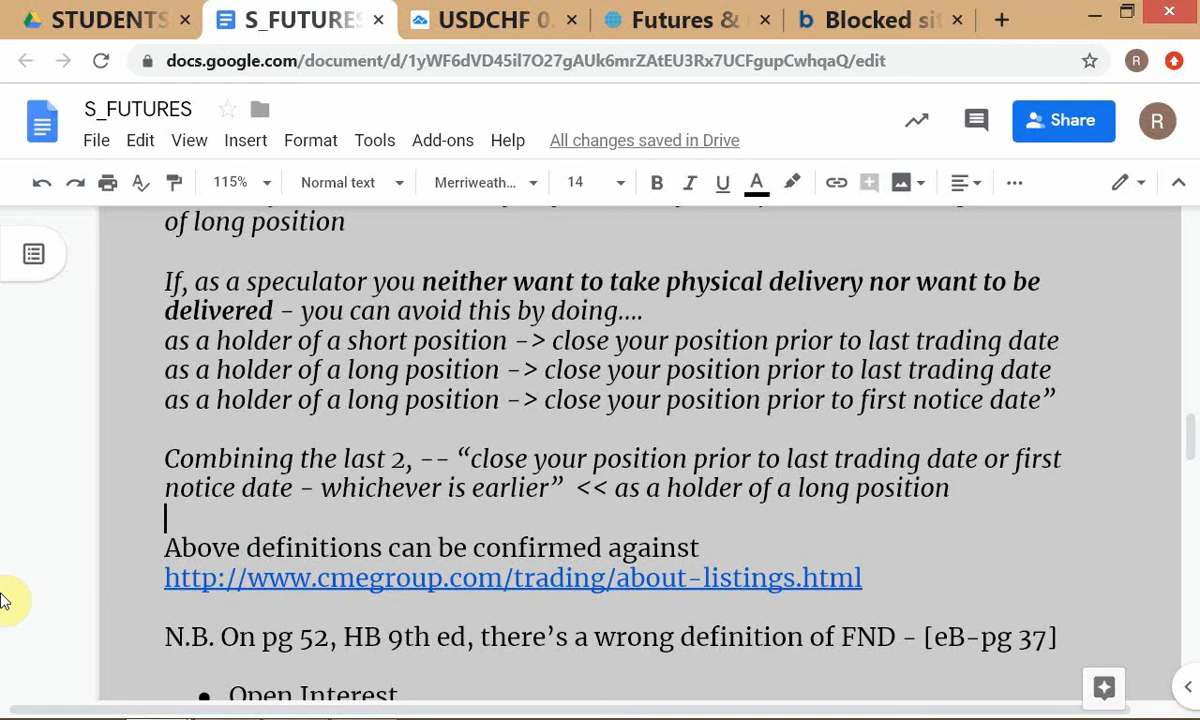 STUDENTS
S_FUTURES
USDCHF 0.
Futures &
Blocked sit
docs.google.com/document/d/1yWF6dVD45il7O27gAUk6mrZAtEU3Rx7UCFgupCwhqaQ/edit
R
S_FUTURES
File Edit View Insert Format Tools Add-ons Help All changes saved in Drive
Share
R
115% Normal text Merriweath... 14 B I U A
of long position
If, as a speculator you neither want to take physical delivery nor want to be
delivered - you can avoid this by doing....
as a holder of a short position -> close your position prior to last trading date
as a holder of a long position -> close your position prior to last trading date
as a holder of a long position -> close your position prior to first notice date”
Combining the last 2, -- “close your position prior to last trading date or first
notice date - whichever is earlier” << as a holder of a long position
Above definitions can be confirmed against
http://www.cmegroup.com/trading/about-listings.html
N.B. On pg 52, HB 9th ed, there’s a wrong definition of FND - [eB-pg 37]
● Open Interest